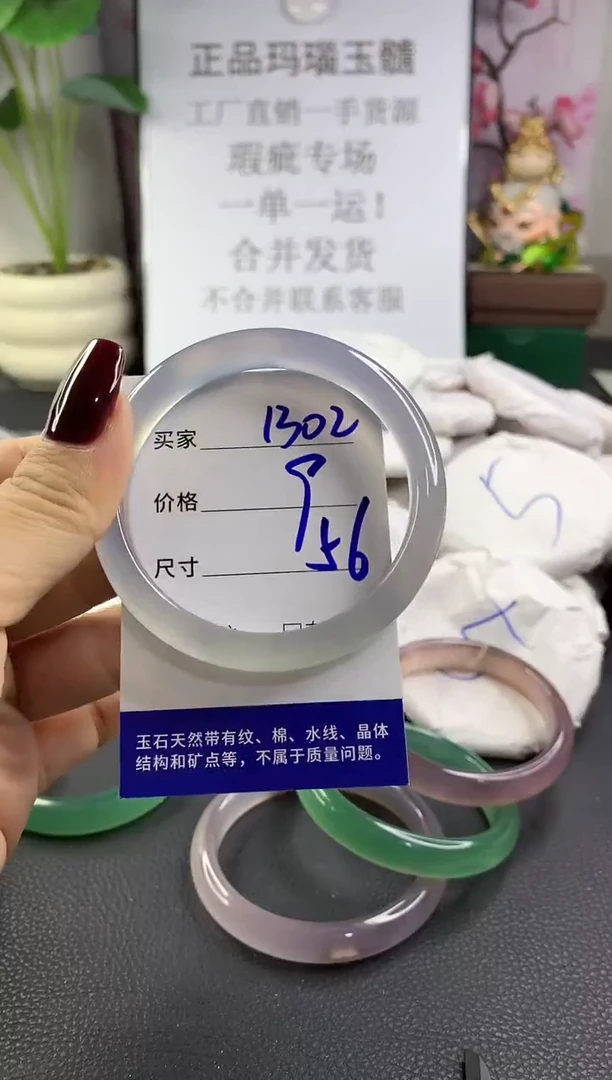 正品玛瑙玉髓
工厂直销一手货源
瑕疵专场
一单一运！
合并发货
不合并联系客服
买家 1302
价格 9
尺寸 56
玉石天然带有纹、棉、水线、晶体
结构和矿点等，不属于质量问题。
5